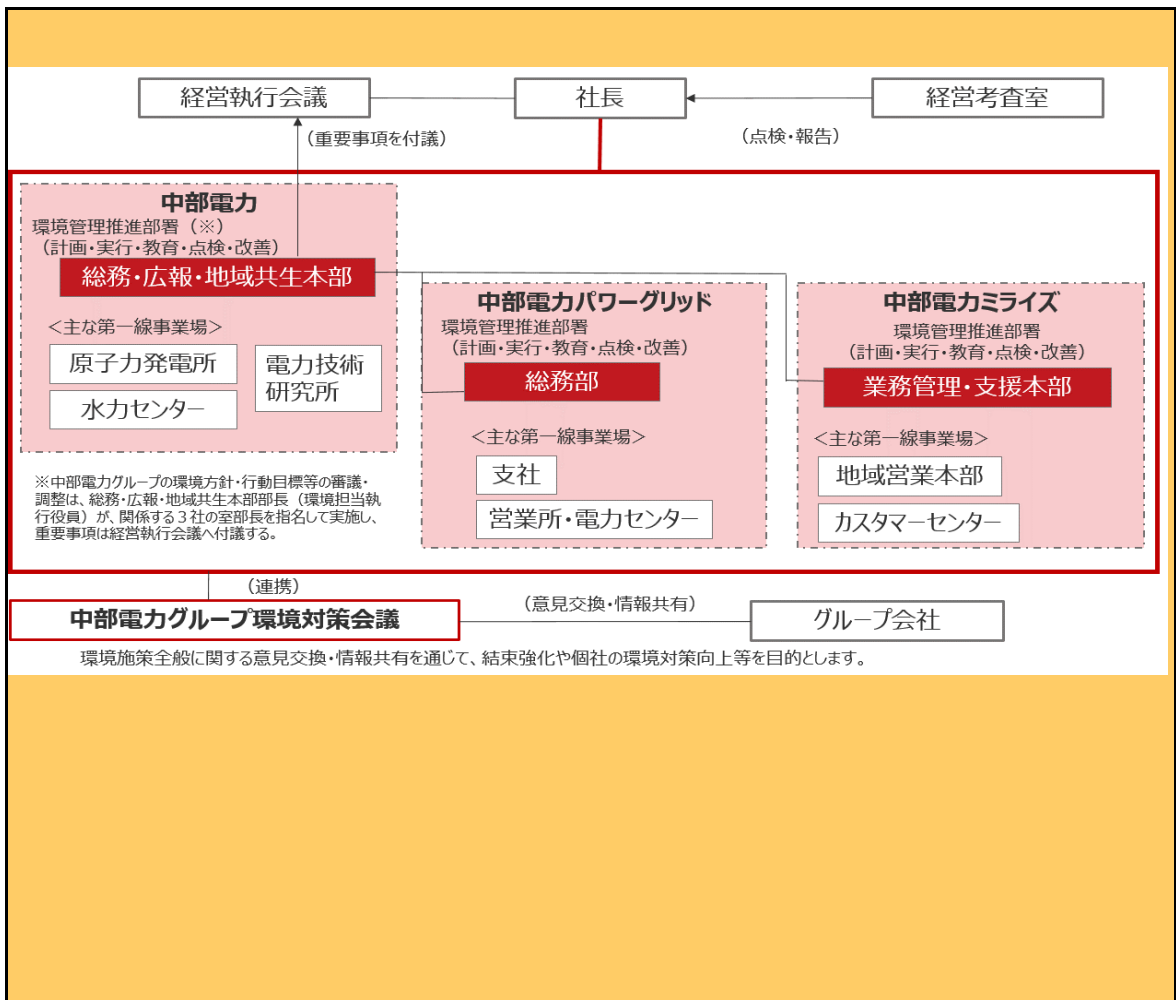 経営執行会議
社長
経営考査室
（重要事項を付議）
（点検・報告）
中部電力
環境管理推進部署（※）
（計画・実行・教育・点検・改善）
総務・広報・地域共生本部
＜主な第一線事業場＞
原子力発電所
水力センター
電力技術
研究所
※中部電力グループの環境方針・行動目標等の審議・
調整は、総務・広報・地域共生本部部長（環境担当執
行役員）が、関係する３社の室部長を指名して実施し、
重要事項は経営執行会議へ付議する。
中部電力パワーグリッド
環境管理推進部署
（計画・実行・教育・点検・改善）
総務部
＜主な第一線事業場＞
支社
営業所・電力センター
中部電力ミライズ
環境管理推進部署
（計画・実行・教育・点検・改善）
業務管理・支援本部
＜主な第一線事業場＞
地域営業本部
カスタマーセンター
（連携）
中部電力グループ環境対策会議
（意見交換・情報共有）
グループ会社
環境施策全般に関する意見交換・情報共有を通じて、結束強化や個社の環境対策向上等を目的とします。